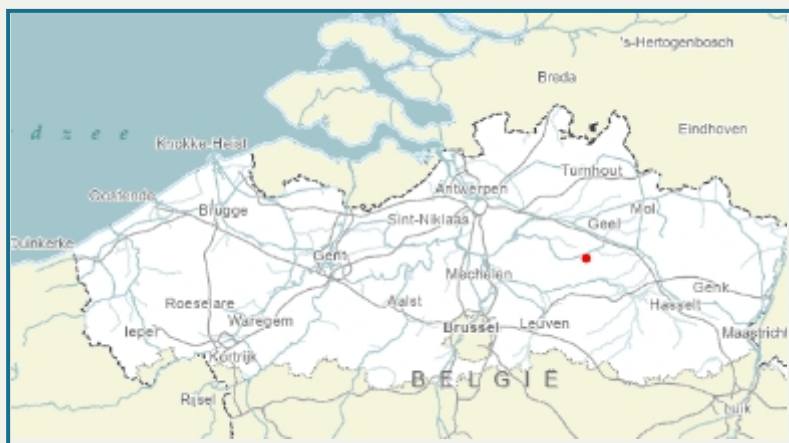 's-Hertogenbosch
Breda
dzee
Eindhoven
Knokke-Heist
Turnhout
Antwerpen
Oostende
Mol
Brugge
Sint-Niklaas
Geel
Duinkerke
Gent
Mechelen
Genk
Roeselare
Aalst
Hasselt
Waregem
Brussel
Leuven
Ieper
Maastricht
Kortrijk
BELGIË
Rijsel
Luik